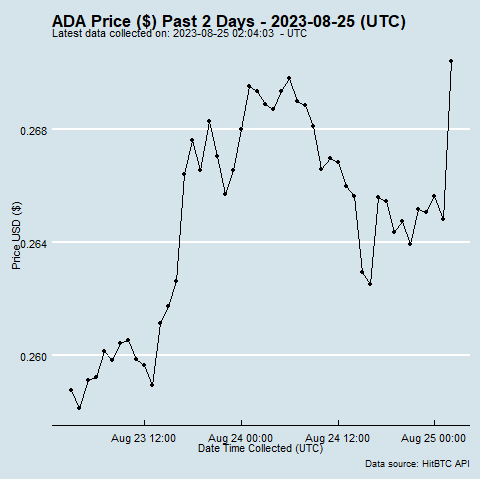 ADA Price ($) Past 2 Days - 2023-08-25 (UTC)
Latest data collected on: 2023-08-25 02:04:03  - UTC
0.268
0.264
0.260
Price USD ($)
Aug 23 12:00
Aug 24 00:00
Aug 24 12:00
Aug 25 00:00
Date Time Collected (UTC)
Data source: HitBTC API